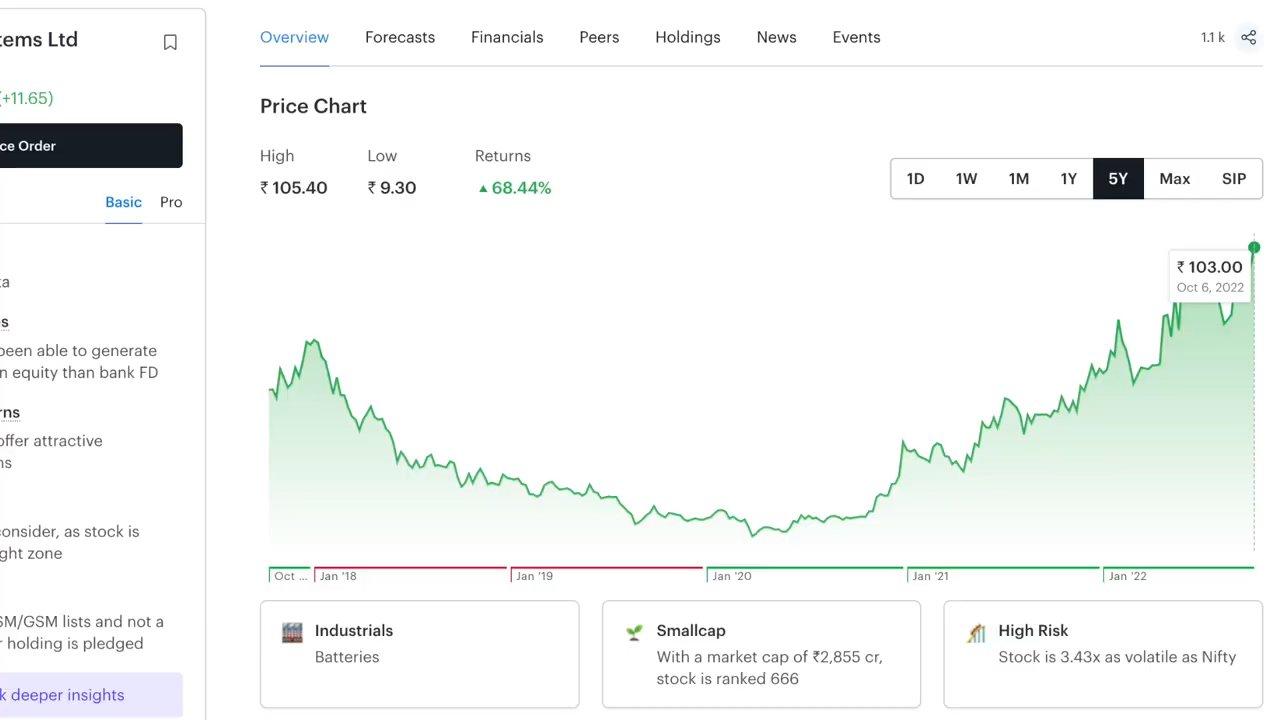 tems Ltd
(+11.65)
ce Order
Basic Pro
ta
s
been able to generate
n equity than bank FD
rns
offer attractive
ns
consider, as stock is
ght zone
SM/GSM lists and not a
r holding is pledged
k deeper insights
Overview Forecasts Financials Peers Holdings News Events
1.1 k
Price Chart
High Low Returns
₹ 105.40 ₹ 9.30 ▲ 68.44%
1D 1W 1M 1Y 5Y Max SIP
₹ 103.00
Oct 6, 2022
Oct ... Jan '18 Jan '19 Jan '20 Jan '21 Jan '22
Industrials
Batteries
Smallcap
With a market cap of ₹2,855 cr,
stock is ranked 666
High Risk
Stock is 3.43x as volatile as Nifty